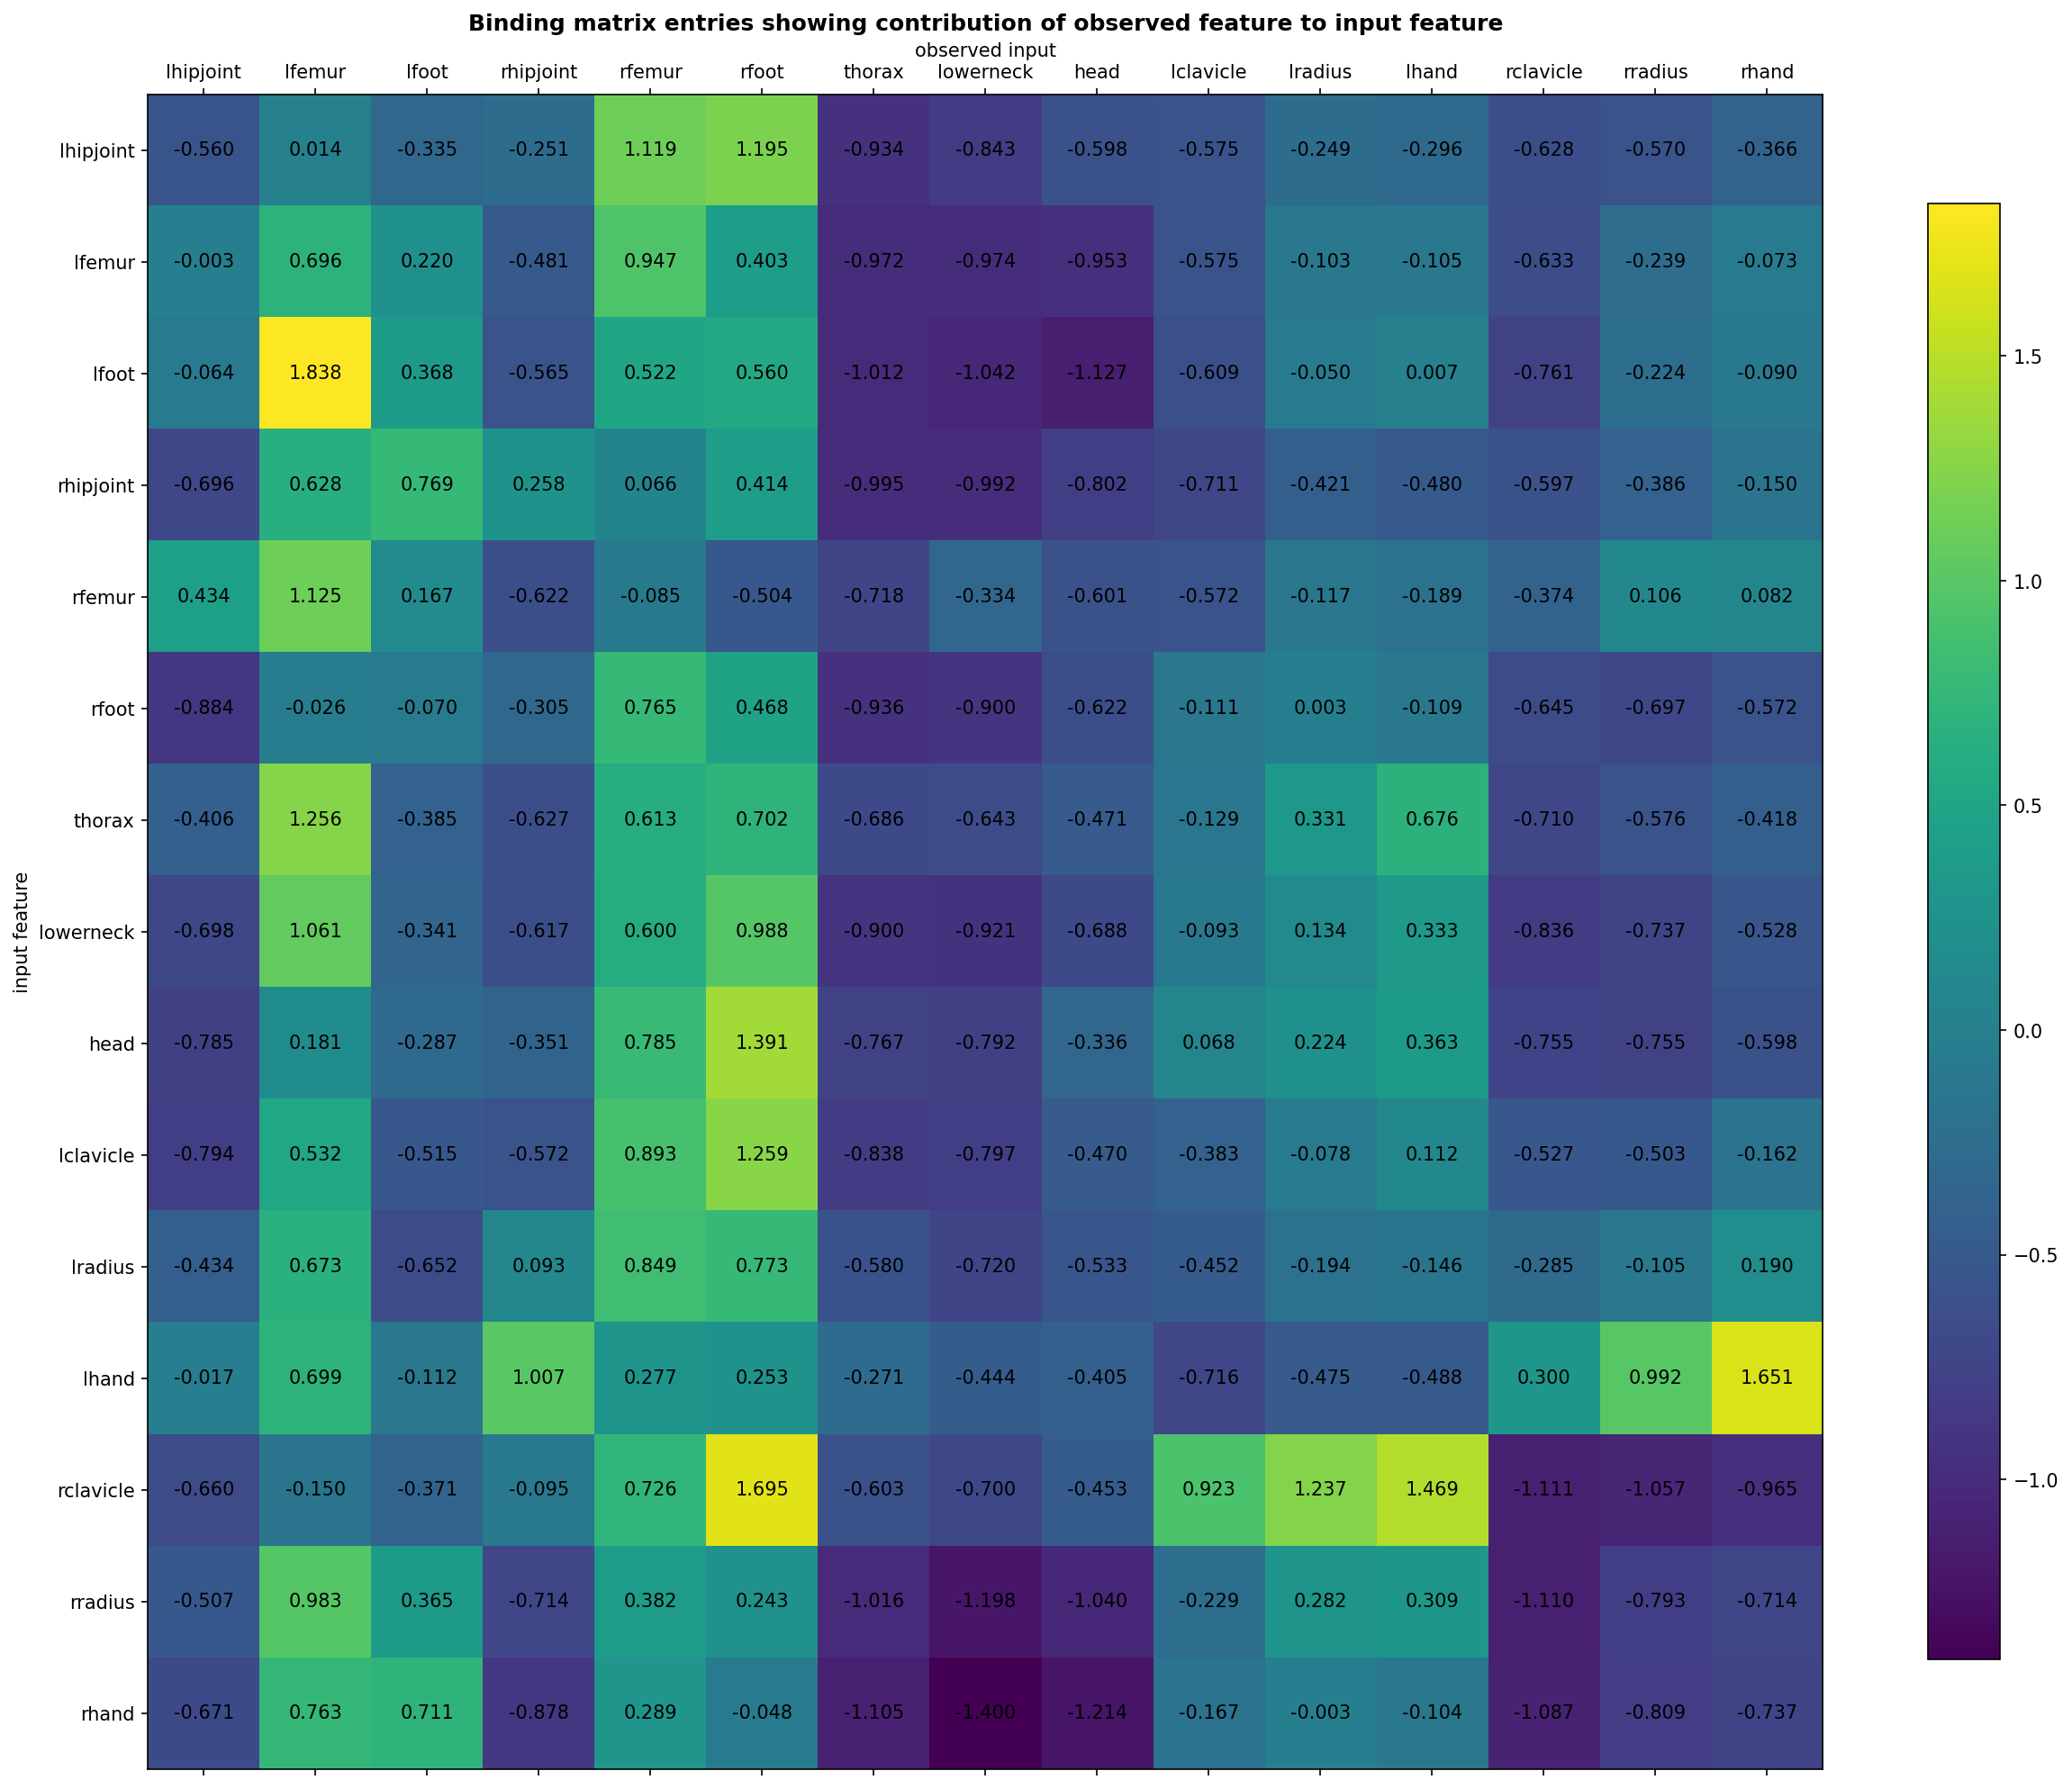 Binding matrix entries showing contribution of observed feature to input feature
observed input
lhipjoint lfemur lfoot rhipjoint rfemur rfoot thorax lowerneck head lclavicle lradius lhand rclavicle rradius rhand
lhipjoint -0.560 0.014 -0.335 -0.251 1.119 1.195 -0.934 -0.843 -0.598 -0.575 -0.249 -0.296 -0.628 -0.570 -0.366
lfemur -0.003 0.696 0.220 -0.481 0.947 0.403 -0.972 -0.974 -0.953 -0.575 -0.103 -0.105 -0.633 -0.239 -0.073
lfoot -0.064 1.838 0.368 -0.565 0.522 0.560 -1.012 -1.042 -1.127 -0.609 -0.050 0.007 -0.761 -0.224 -0.090
rhipjoint -0.696 0.628 0.769 0.258 0.066 0.414 -0.995 -0.992 -0.802 -0.711 -0.421 -0.480 -0.597 -0.386 -0.150
rfemur 0.434 1.125 0.167 -0.622 -0.085 -0.504 -0.718 -0.334 -0.601 -0.572 -0.117 -0.189 -0.374 0.106 0.082
rfoot -0.884 -0.026 -0.070 -0.305 0.765 0.468 -0.936 -0.900 -0.622 -0.111 0.003 -0.109 -0.645 -0.697 -0.572
thorax -0.406 1.256 -0.385 -0.627 0.613 0.702 -0.686 -0.643 -0.471 -0.129 0.331 0.676 -0.710 -0.576 -0.418
lowerneck -0.698 1.061 -0.341 -0.617 0.600 0.988 -0.900 -0.921 -0.688 -0.093 0.134 0.333 -0.836 -0.737 -0.528
head -0.785 0.181 -0.287 -0.351 0.785 1.391 -0.767 -0.792 -0.336 0.068 0.224 0.363 -0.755 -0.755 -0.598
lclavicle -0.794 0.532 -0.515 -0.572 0.893 1.259 -0.838 -0.797 -0.470 -0.383 -0.078 0.112 -0.527 -0.503 -0.162
lradius -0.434 0.673 -0.652 0.093 0.849 0.773 -0.580 -0.720 -0.533 -0.452 -0.194 -0.146 -0.285 -0.105 0.190
lhand -0.017 0.699 -0.112 1.007 0.277 0.253 -0.271 -0.444 -0.405 -0.716 -0.475 -0.488 0.300 0.992 1.651
rclavicle -0.660 -0.150 -0.371 -0.095 0.726 1.695 -0.603 -0.700 -0.453 0.923 1.237 1.469 -1.111 -1.057 -0.965
rradius -0.507 0.983 0.365 -0.714 0.382 0.243 -1.016 -1.198 -1.040 -0.229 0.282 0.309 -1.110 -0.793 -0.714
rhand -0.671 0.763 0.711 -0.878 0.289 -0.048 -1.105 -1.400 -1.214 -0.167 -0.003 -0.104 -1.087 -0.809 -0.737
input feature
1.5
1.0
0.5
0.0
−0.5
−1.0